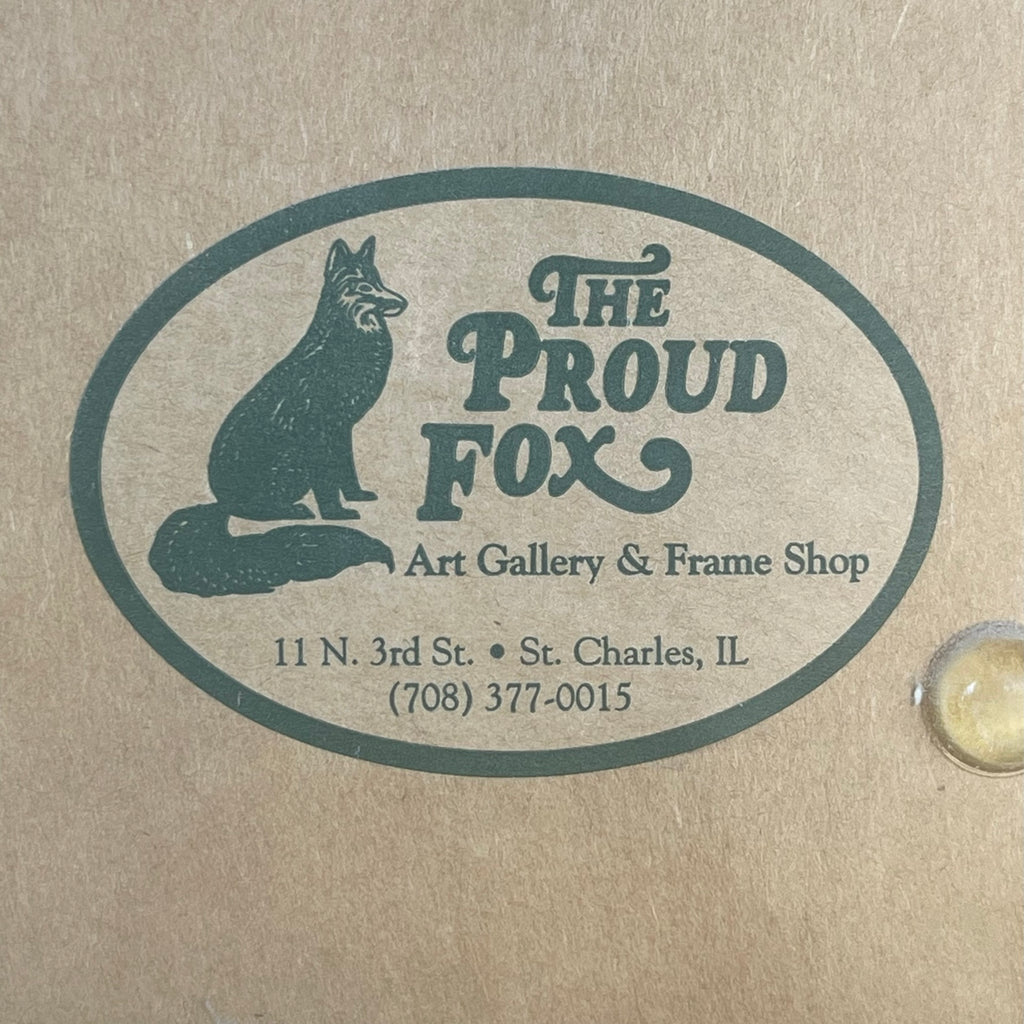 THE
PROUD
FOX
Art Gallery & Frame Shop
11 N. 3rd St. • St. Charles, IL
(708) 377-0015